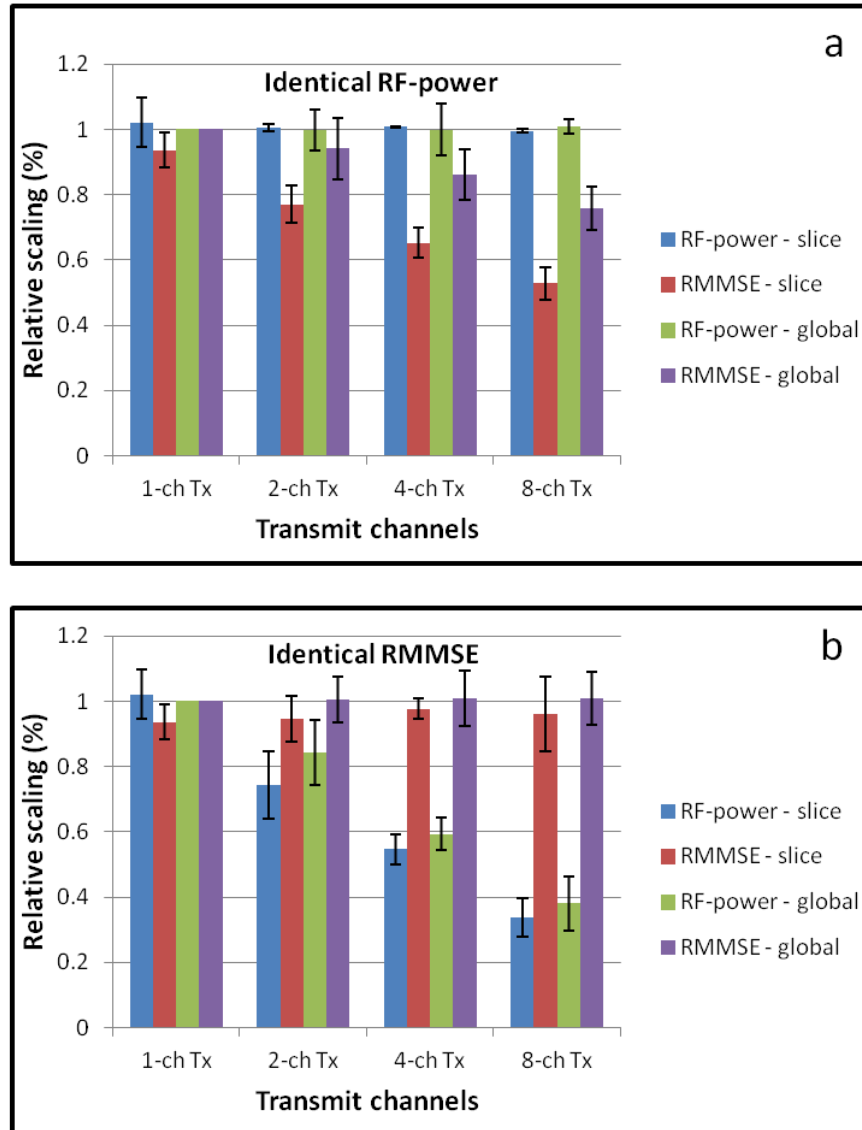 a
Identical RF-power
Relative scaling (%)
1.2
1
0.8
0.6
0.4
0.2
0
1-ch Tx 2-ch Tx 4-ch Tx 8-ch Tx
Transmit channels
RF-power - slice
RMMSE - slice
RF-power - global
RMMSE - global
b
Identical RMMSE
Relative scaling (%)
1.2
1
0.8
0.6
0.4
0.2
0
1-ch Tx 2-ch Tx 4-ch Tx 8-ch Tx
Transmit channels
RF-power - slice
RMMSE - slice
RF-power - global
RMMSE - global